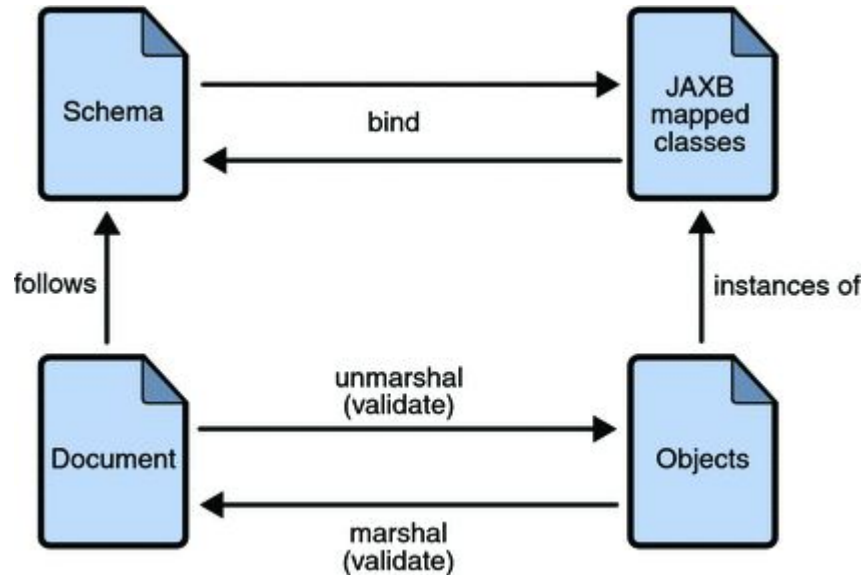 Schema
bind
JAXB
mapped
classes
follows
instances of
Document
unmarshal
(validate)
Objects
marshal
(validate)